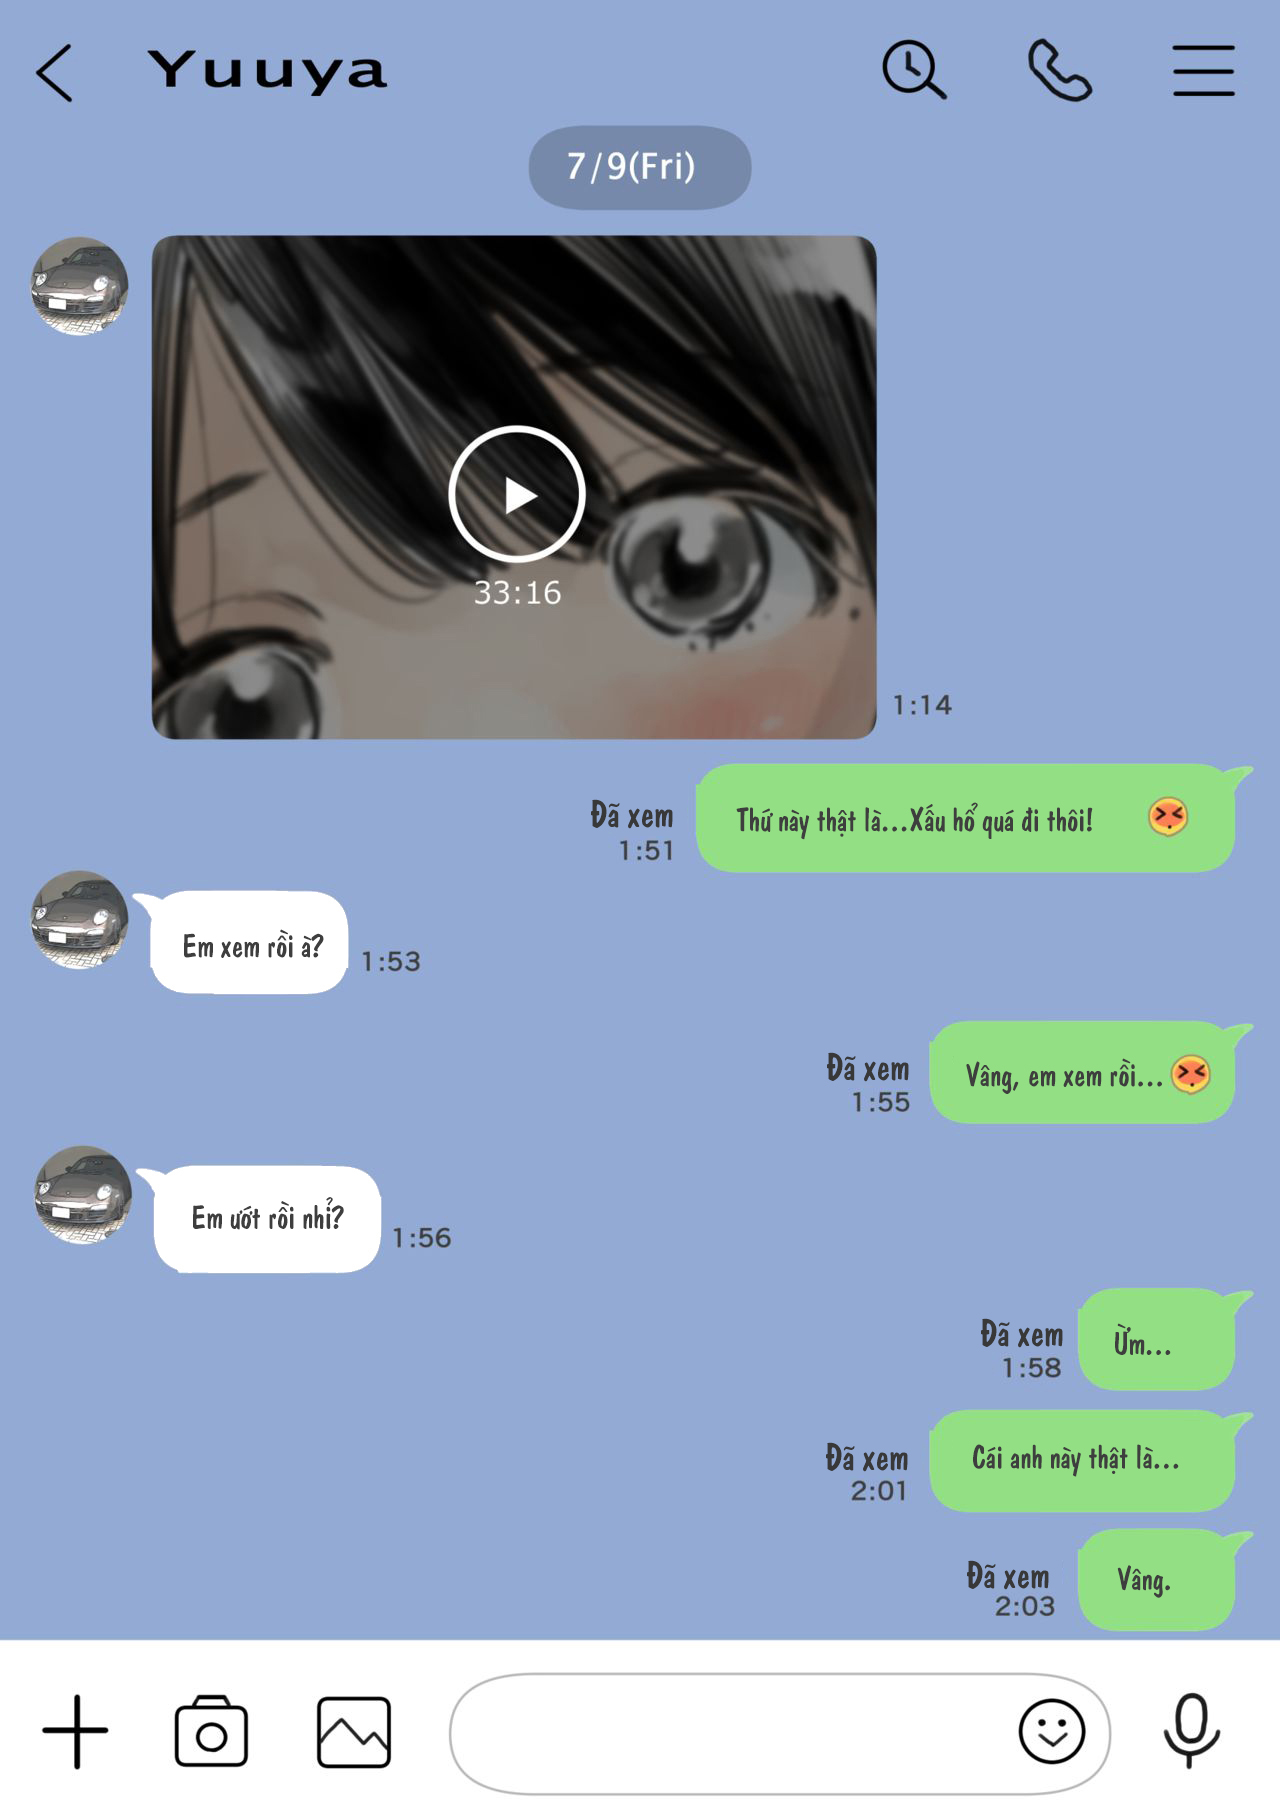 Yuuya
7/9(Fri)
33:16
1:14
Đã xem
1:51
Thứ này thật là...Xấu hổ quá đi thôi!
Em xem rồi à?
1:53
Đã xem
1:55
Vâng, em xem rồi...
Em ướt rồi nhỉ?
1:56
Đã xem
1:58
Ừm...
Đã xem
2:01
Cái anh này thật là...
Đã xem
2:03
Vâng.